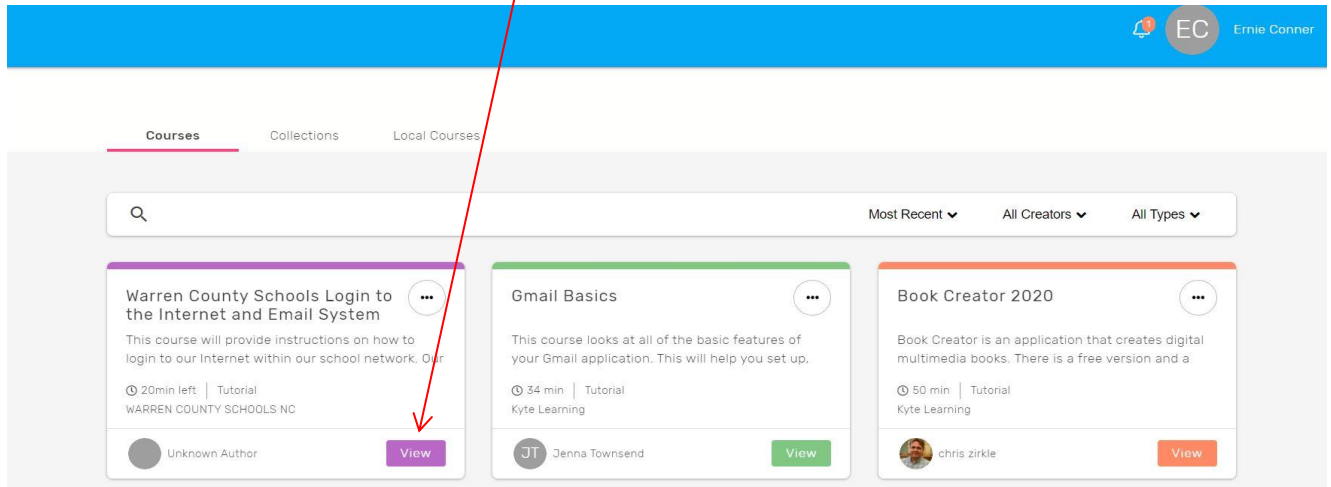 1
EC Ernie Conner
Courses Collections Local Courses
Most Recent All Creators All Types
Warren County Schools Login to
the Internet and Email System
This course will provide instructions on how to
login to our Internet within our school network. Our
20min left | Tutorial
WARREN COUNTY SCHOOLS NC
Unknown Author View
Gmail Basics
This course looks at all of the basic features of
your Gmail application. This will help you set up,
34 min | Tutorial
Kyte Learning
JT Jenna Townsend View
Book Creator 2020
Book Creator is an application that creates digital
multimedia books. There is a free version and a
50 min | Tutorial
Kyte Learning
chris zirkle View